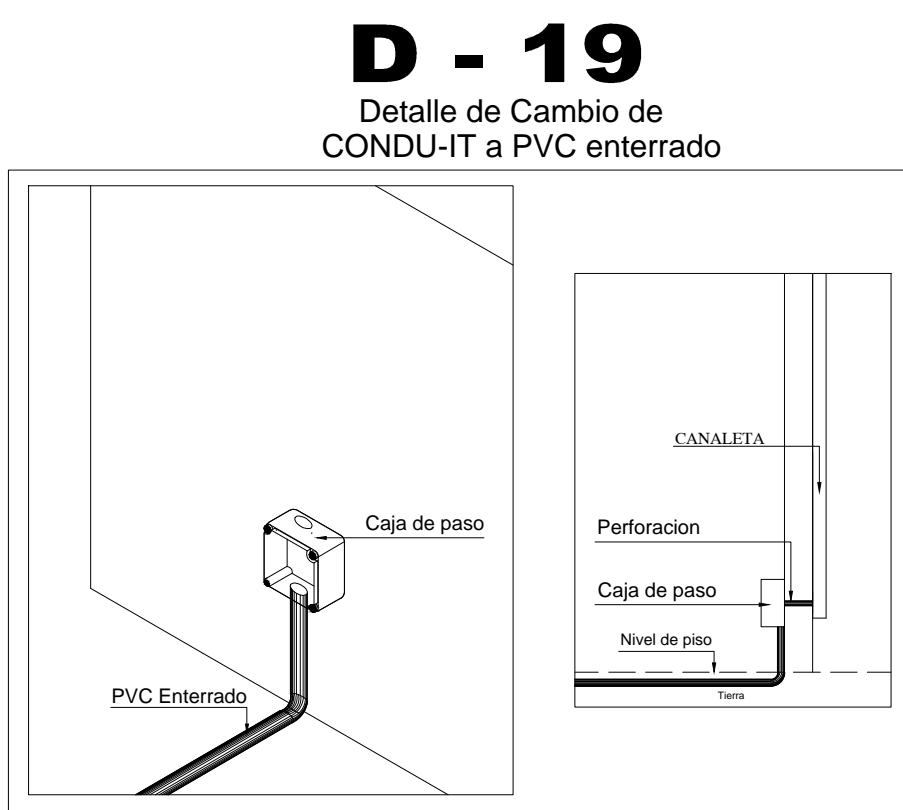 D - 19
Detalle de Cambio de
CONDU-IT a PVC enterrado
Caja de paso
PVC Enterrado
CANALETA
Perforacion
Caja de paso
Nivel de piso
Tierra